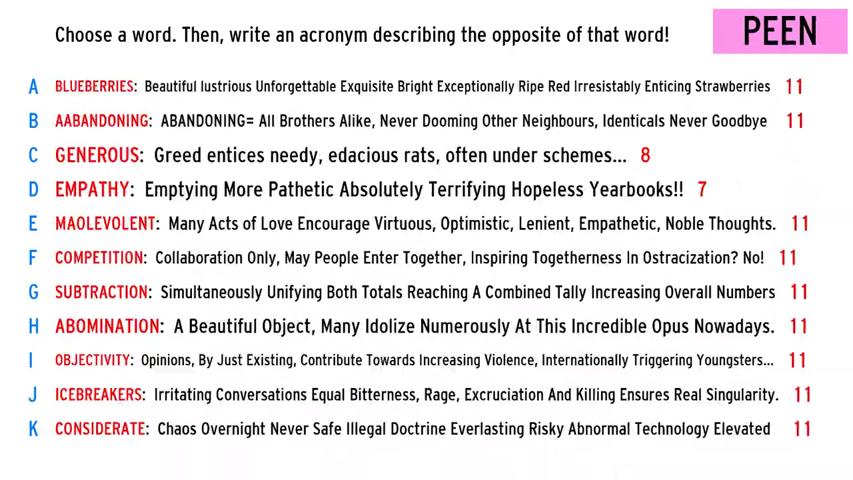 Choose a word. Then, write an acronym describing the opposite of that word!
PEEN
A BLUEBERRIES: Beautiful lustrious Unforgettable Exquisite Bright Exceptionally Ripe Red Irresistably Enticing Strawberries 11
B AABANDONING: ABANDONING= All Brothers Alike, Never Dooming Other Neighbours, Identicals Never Goodbye 11
C GENEROUS: Greed entices needy, edacious rats, often under schemes... 8
D EMPATHY: Emptying More Pathetic Absolutely Terrifying Hopeless Yearbooks!! 7
E MAOLEVOLENT: Many Acts of Love Encourage Virtuous, Optimistic, Lenient, Empathetic, Noble Thoughts. 11
F COMPETITION: Collaboration Only, May People Enter Together, Inspiring Togetherness In Ostracization? No! 11
G SUBTRACTION: Simultaneously Unifying Both Totals Reaching A Combined Tally Increasing Overall Numbers 11
H ABOMINATION: A Beautiful Object, Many Idolize Numerously At This Incredible Opus Nowadays. 11
I OBJECTIVITY: Opinions, By Just Existing, Contribute Towards Increasing Violence, Internationally Triggering Youngsters... 11
J ICEBREAKERS: Irritating Conversations Equal Bitterness, Rage, Excruciation And Killing Ensures Real Singularity. 11
K CONSIDERATE: Chaos Overnight Never Safe Illegal Doctrine Everlasting Risky Abnormal Technology Elevated 11